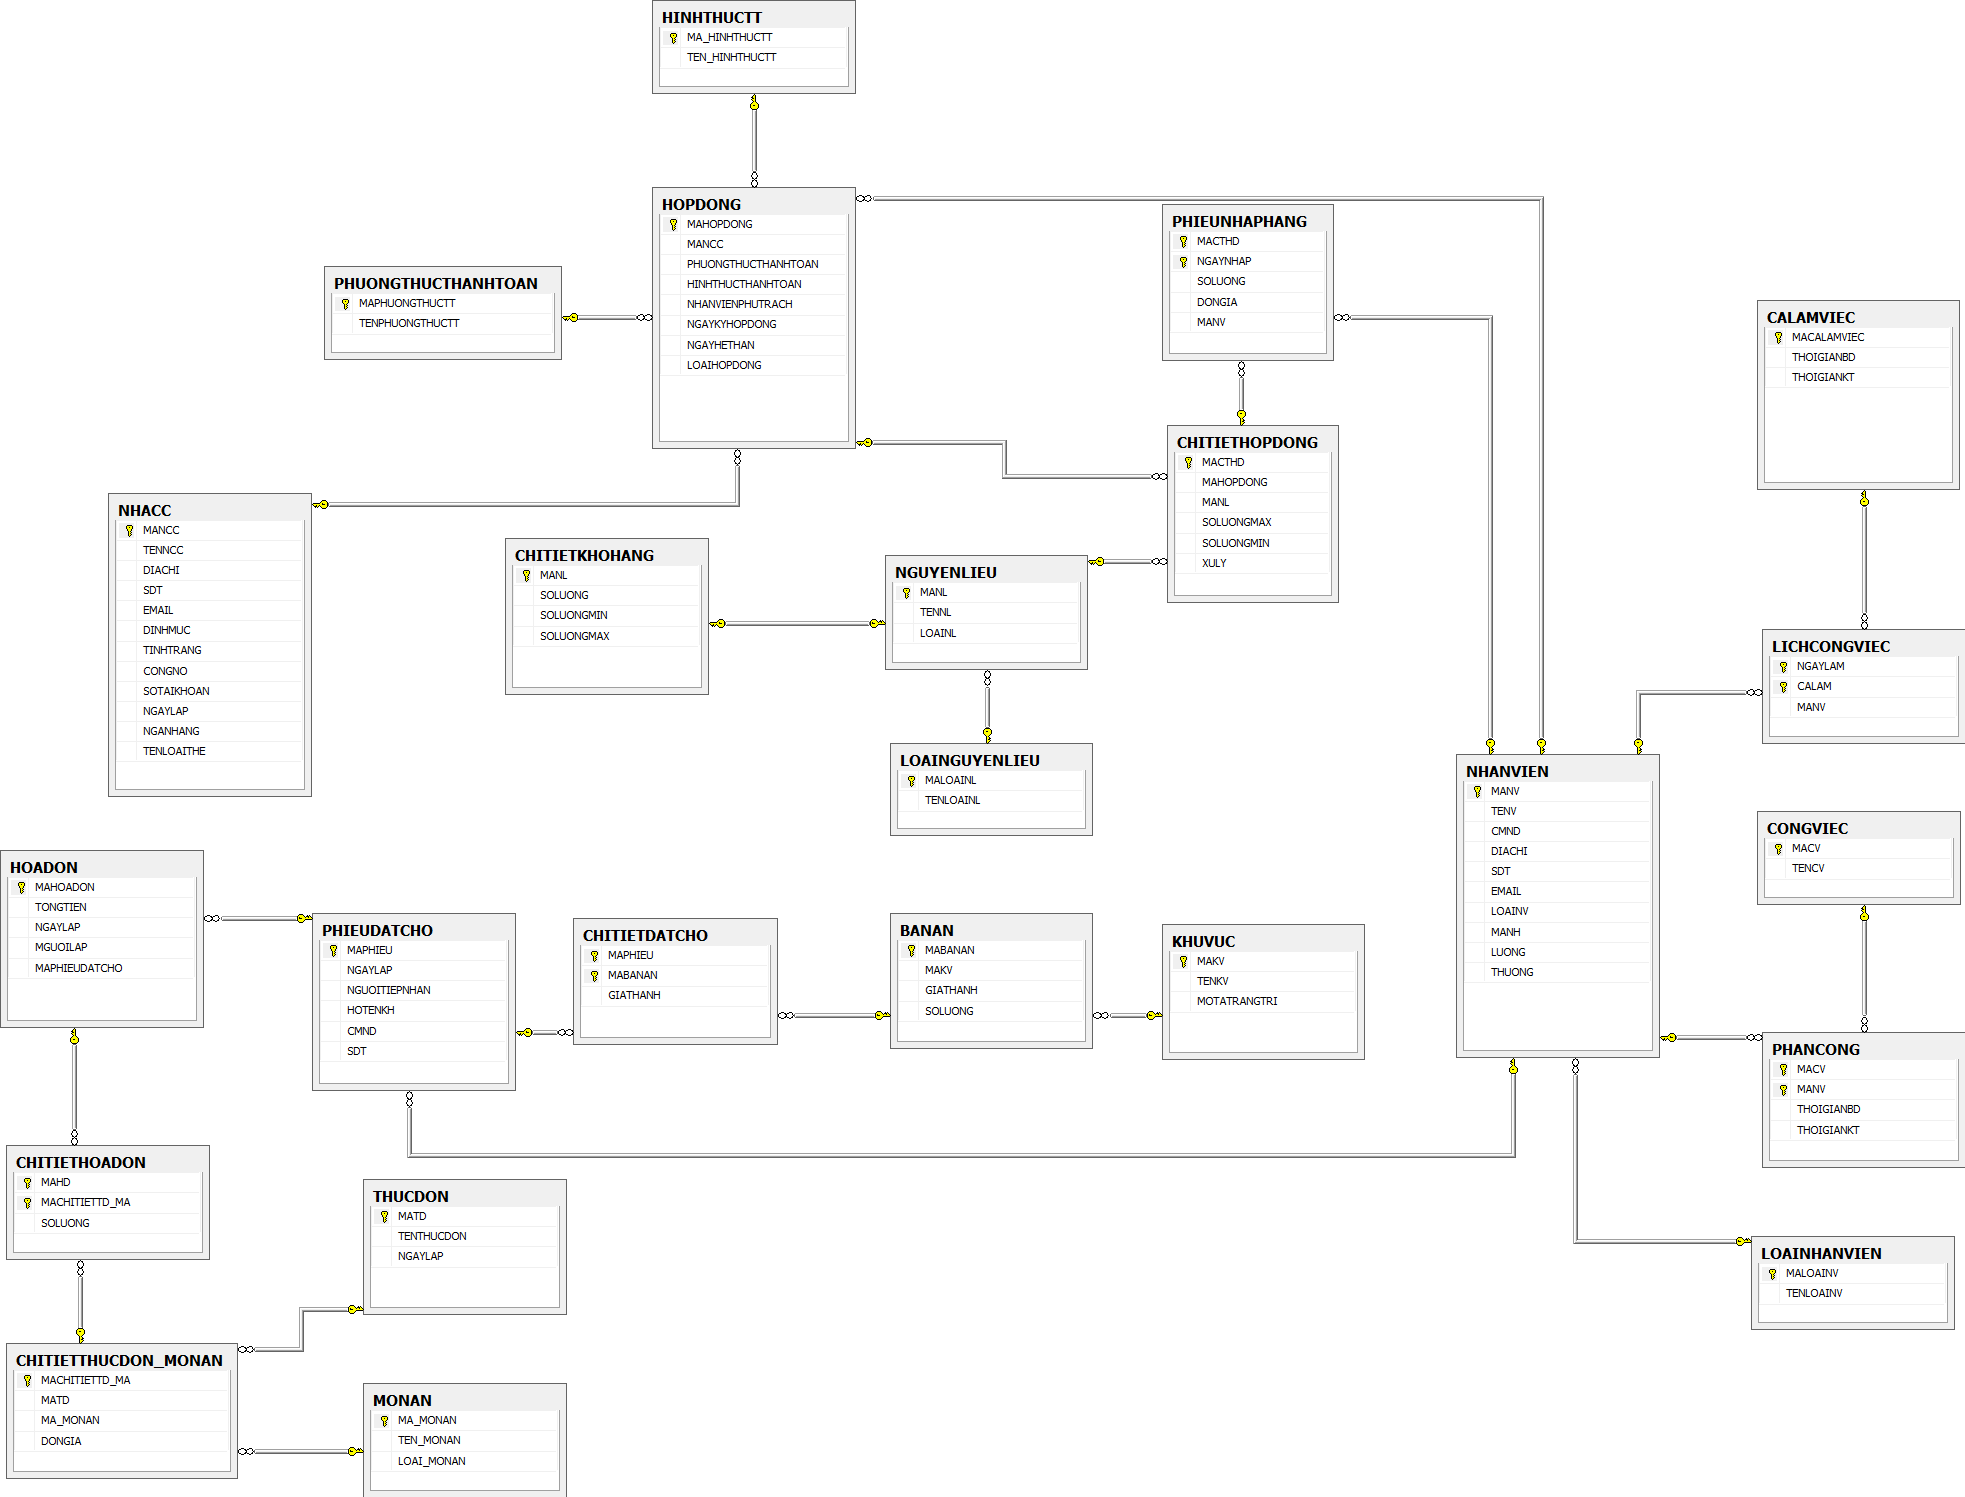 HINHTHUCTT
MA_HINHTHUCTT
TEN_HINHTHUCTT
HOPDONG
MAHOPDONG
MANCC
PHUONGTHUCTHANHTOAN
HINHTHUCTHANHTOAN
NHANVIENPHUTRACH
NGAYKYHOPDONG
NGAYHETHAN
LOAIHOPDONG
PHIEUNHAPHANG
MACTHD
NGAYNHAP
SOLUONG
DONGIA
MANV
PHUONGTHUCTHANHTOAN
MAPHUONGTHUCTT
TENPHUONGTHUCTT
CALAMVIEC
MACALAMVIEC
THOIGIANBD
THOIGIANKT
CHITIETHOPDONG
MACTHD
MAHOPDONG
MANL
SOLUONGMAX
SOLUONGMIN
XULY
NHACC
MANCC
TENNCC
DIACHI
SDT
EMAIL
DINHMUC
TINHTRANG
CONGNO
SOTAIKHOAN
NGAYLAP
NGANHANG
TENLOAITHE
CHITIETKHOHANG
MANL
SOLUONG
SOLUONGMIN
SOLUONGMAX
NGUYENLIEU
MANL
TENNL
LOAINL
LICHCONGVIEC
NGAYLAM
CALAM
MANV
LOAINGUYENLIEU
MALOAINL
TENLOAINL
NHANVIEN
MANV
TENV
CMND
DIACHI
SDT
EMAIL
LOAINV
MANH
LUONG
THUONG
CONGVIEC
MACV
TENCV
HOADON
MAHOADON
TONGTIEN
NGAYLAP
MGUOILAP
MAPHIEUDATCHO
PHIEUDATCHO
MAPHIEU
NGAYLAP
NGUOITIEPNHAN
HOTENKH
CMND
SDT
CHITIETDATCHO
MAPHIEU
MABANAN
GIATHANH
BANAN
MABANAN
MAKV
GIATHANH
SOLUONG
KHUVUC
MAKV
TENKV
MOTATRANGTRI
PHANCONG
MACV
MANV
THOIGIANBD
THOIGIANKT
CHITIETHOADON
MAHD
MACHITIETTD_MA
SOLUONG
THUCDON
MATD
TENTHUCDON
NGAYLAP
LOAINHANVIEN
MALOAINV
TENLOAINV
CHITIETTHUCDON_MONAN
MACHITIETTD_MA
MATD
MA_MONAN
DONGIA
MONAN
MA_MONAN
TEN_MONAN
LOAI_MONAN